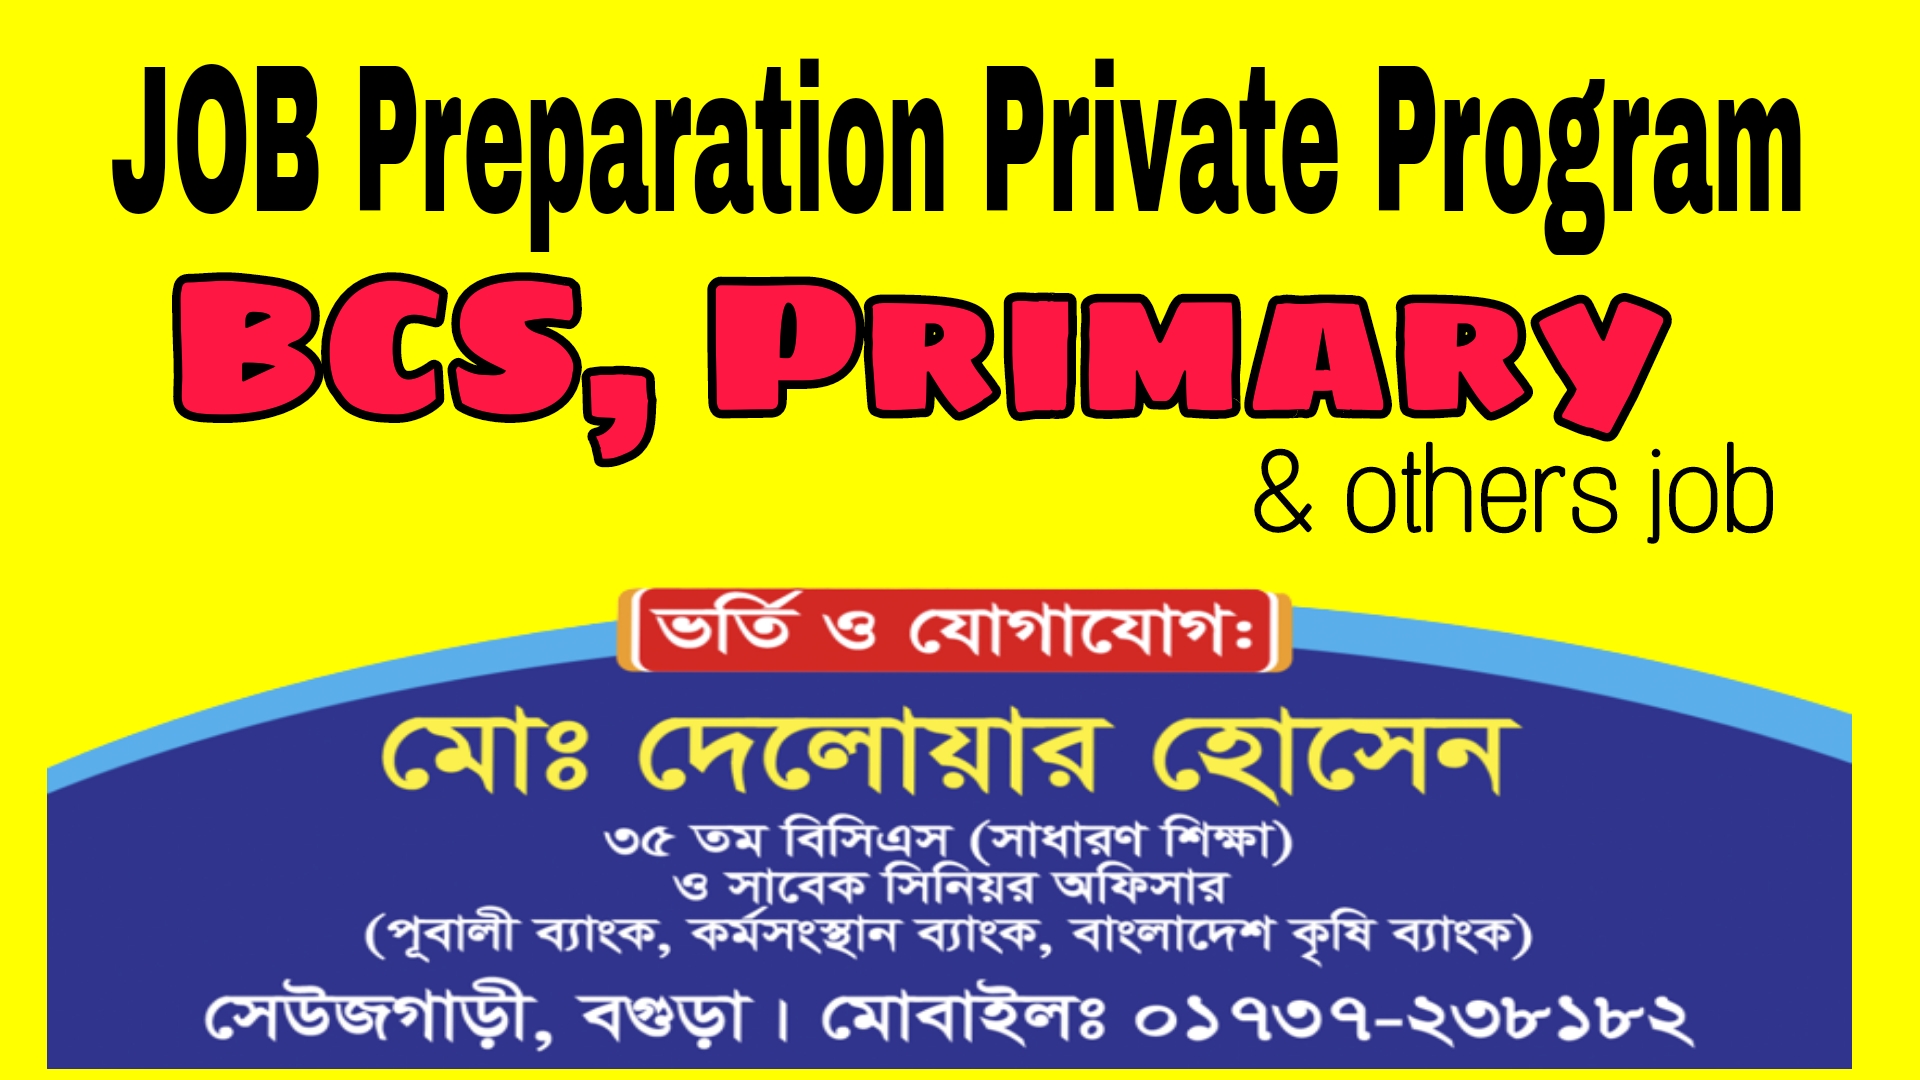 JOB Preparation Private Program
BCS, Primary
& others job
ভর্তি ও যোগাযোগঃ
মোঃ দেলোয়ার হোসেন
৩৫ তম বিসিএস (সাধারণ শিক্ষা)
ও সাবেক সিনিয়র অফিসার
(পূবালী ব্যাংক, কর্মসংস্থান ব্যাংক, বাংলাদেশ কৃষি ব্যাংক)
সেউজগাড়ী, বগুড়া। মোবাইলঃ ০১৭৩৭-২৩৮১৮২